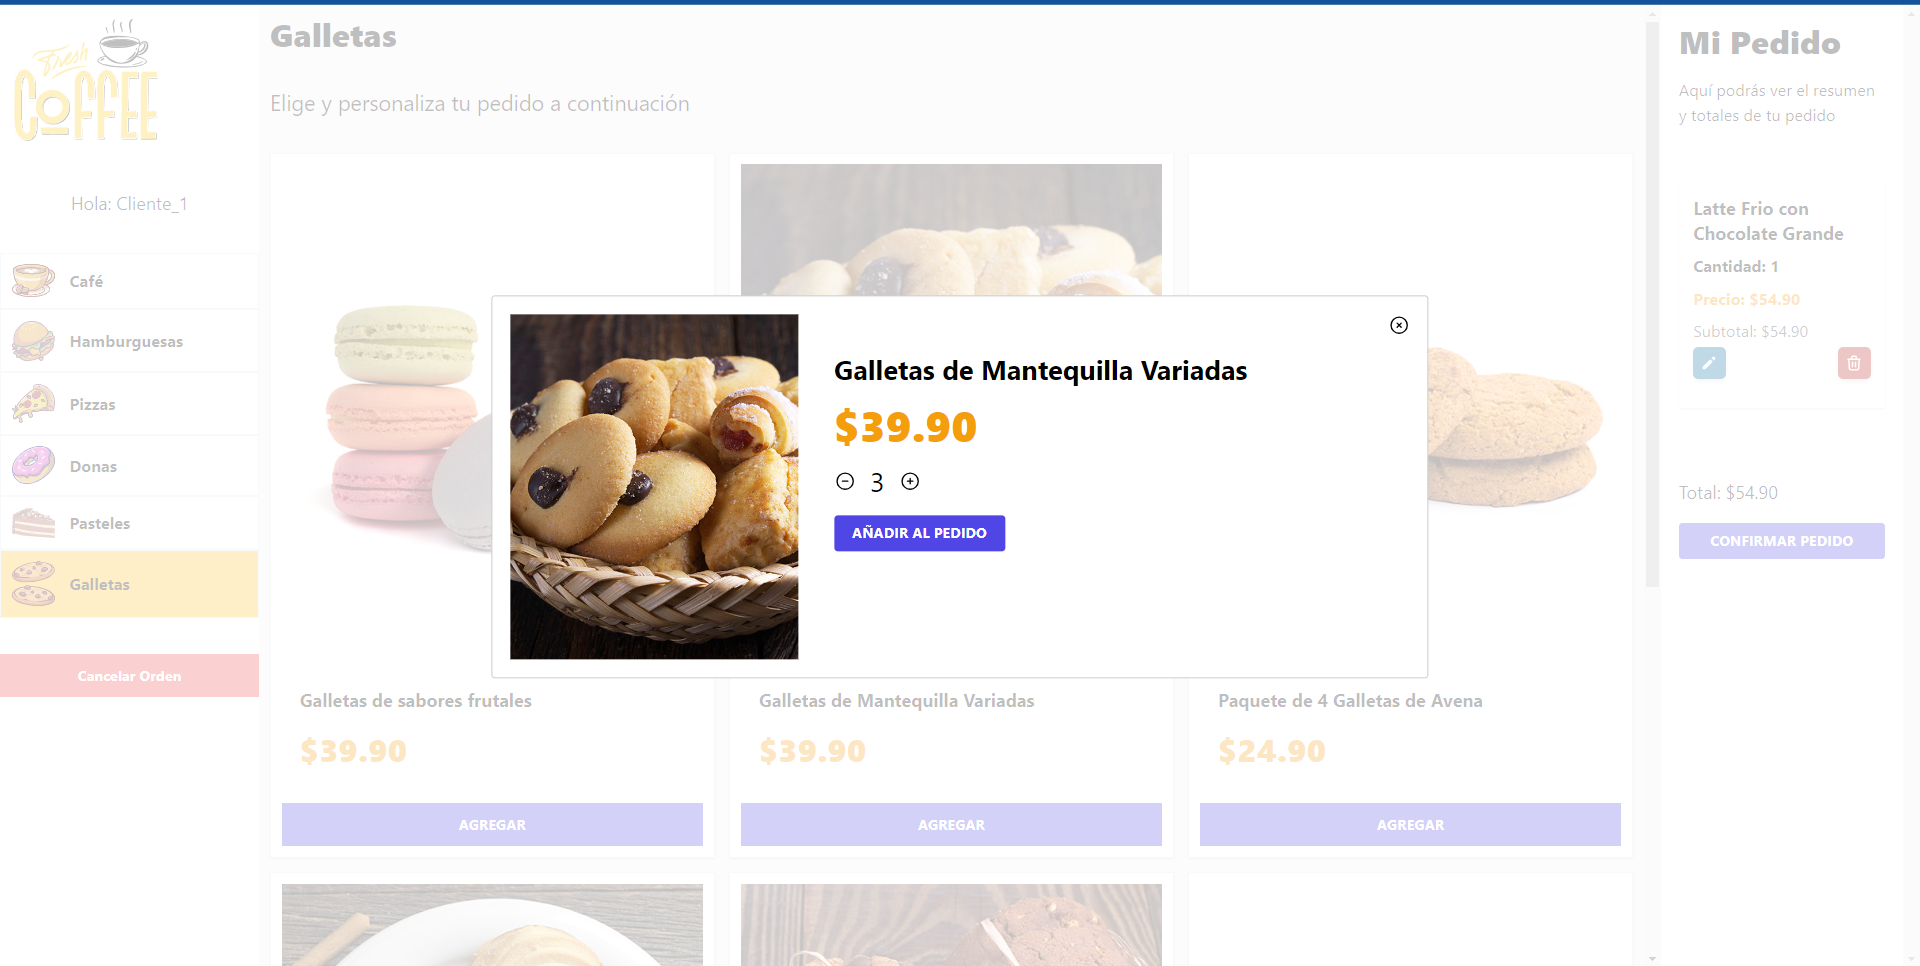 Fresh
COFFEE
Hola: Cliente_1
Café
Hamburguesas
Pizzas
Donas
Pasteles
Galletas
Cancelar Orden
Galletas
Elige y personaliza tu pedido a continuación
Galletas de Mantequilla Variadas
$39.90
3
AÑADIR AL PEDIDO
Galletas de sabores frutales
$39.90
AGREGAR
Galletas de Mantequilla Variadas
$39.90
AGREGAR
Paquete de 4 Galletas de Avena
$24.90
AGREGAR
Mi Pedido
Aquí podrás ver el resumen
y totales de tu pedido
Latte Frio con
Chocolate Grande
Cantidad: 1
Precio: $54.90
Subtotal: $54.90
Total: $54.90
CONFIRMAR PEDIDO